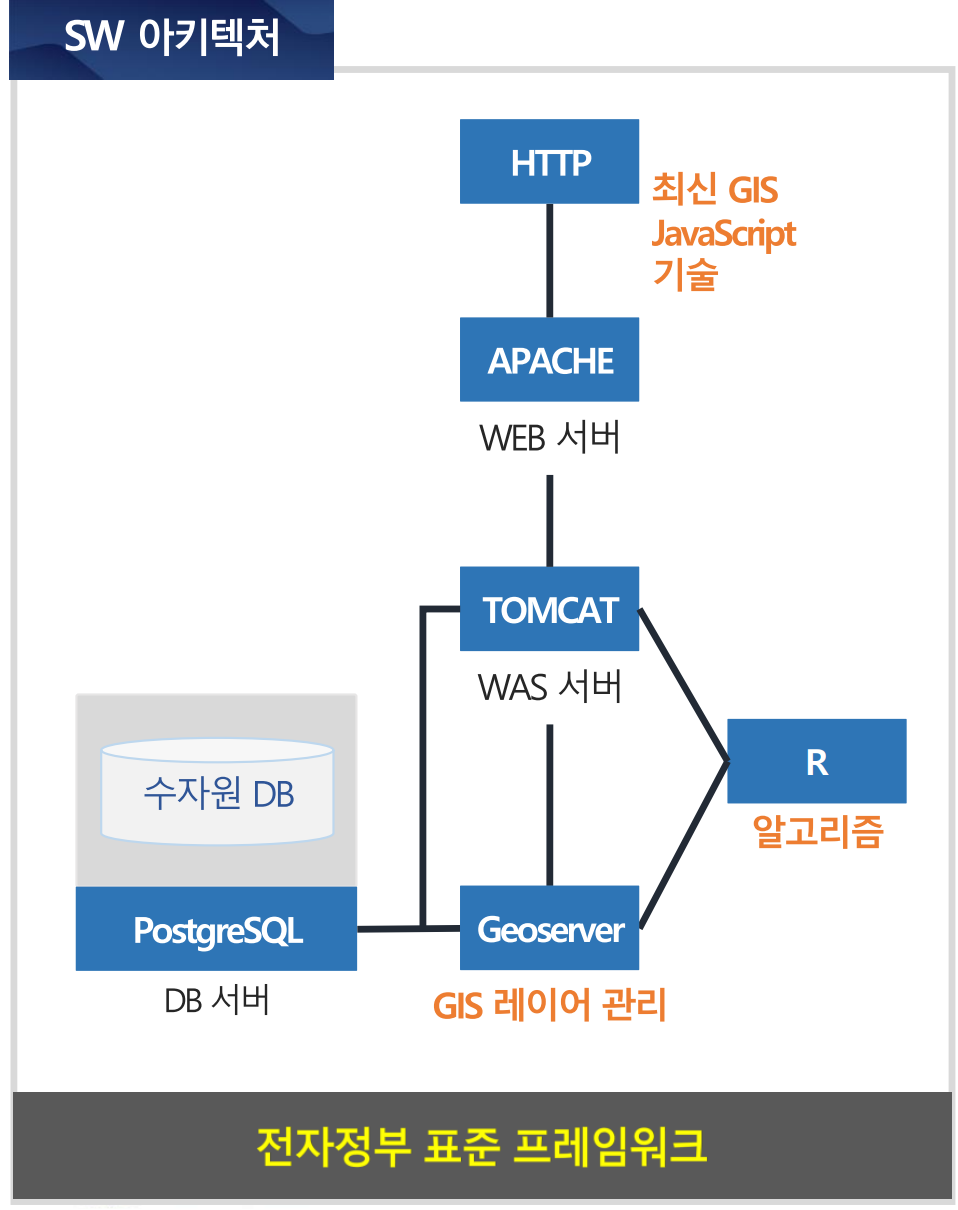 SW 아키텍처
HTTP
최신 GIS
JavaScript
기술
APACHE
WEB 서버
TOMCAT
WAS 서버
R
알고리즘
수자원 DB
PostgreSQL
DB 서버
Geoserver
GIS 레이어 관리
전자정부 표준 프레임워크